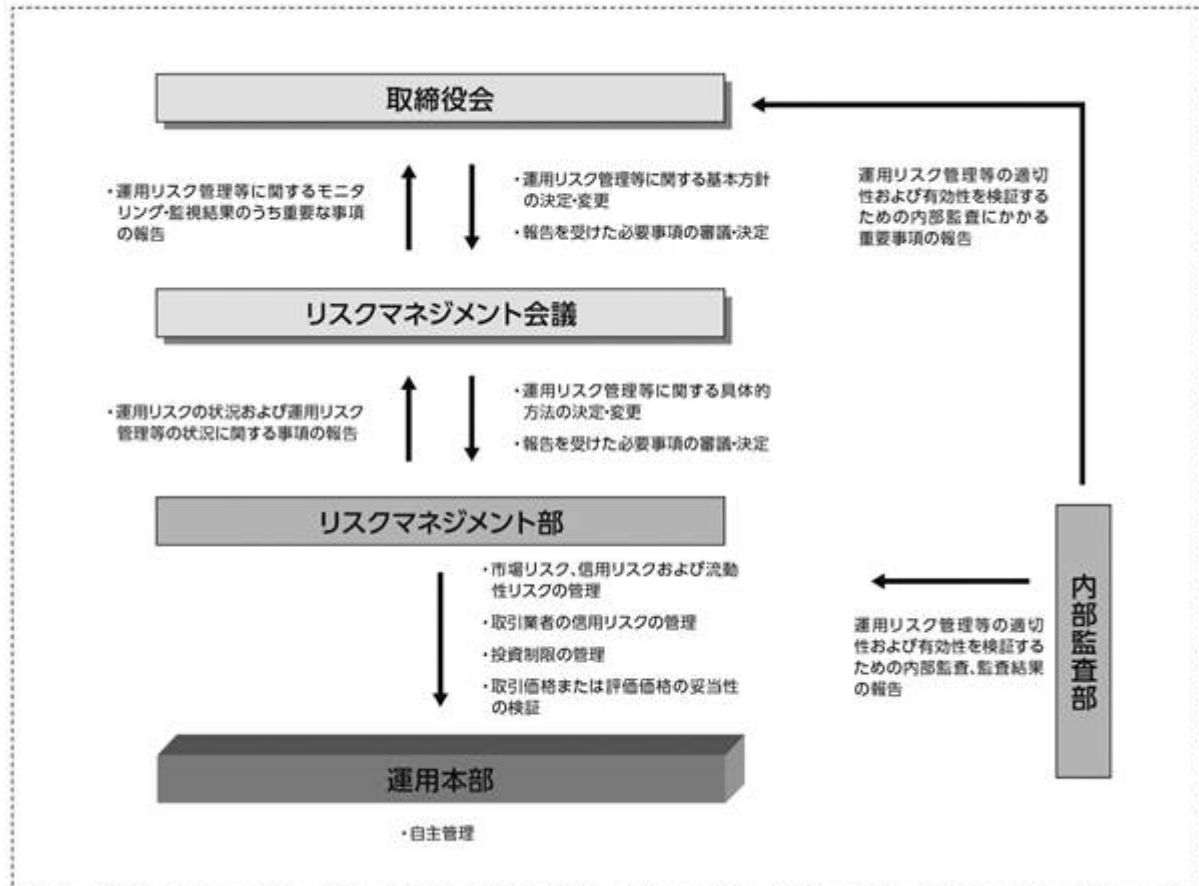 取締役会
・運用リスク管理等に関するモニタ
リング・監視結果のうち重要な事項
の報告
・運用リスク管理等に関する基本方針
の決定・変更
・報告を受けた必要事項の審議・決定
運用リスク管理等の適切
性および有効性を検証する
ための内部監査にかかる
重要事項の報告
リスクマネジメント会議
・運用リスクの状況および運用リスク
管理等の状況に関する事項の報告
・運用リスク管理等に関する具体的
方法の決定・変更
・報告を受けた必要事項の審議・決定
リスクマネジメント部
・市場リスク、信用リスクおよび流動
性リスクの管理
・取引業者の信用リスクの管理
・投資制限の管理
・取引価格または評価価格の妥当性
の検証
運用リスク管理等の適切
性および有効性を検証する
ための内部監査、監査結果
の報告
内部監査部
運用本部
・自主管理